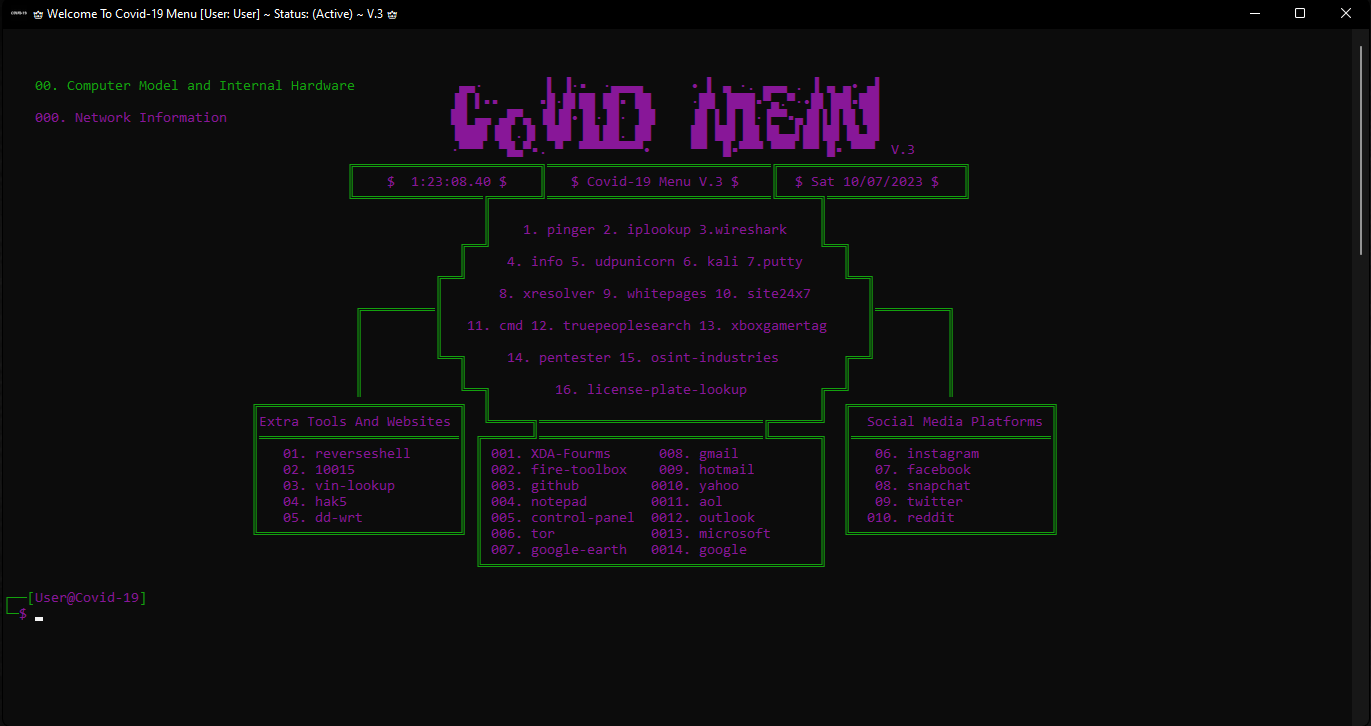 Welcome To Covid-19 Menu [User: User] ~ Status: (Active) ~ V.3
00. Computer Model and Internal Hardware
000. Network Information
V.3
$ 1:23:08.40 $ $ Covid-19 Menu V.3 $ $ Sat 10/07/2023 $
1. pinger 2. iplookup 3.wireshark
4. info 5. udpunicorn 6. kali 7.putty
8. xresolver 9. whitepages 10. site24x7
11. cmd 12. truepeoplesearch 13. xboxgamertag
14. pentester 15. osint-industries
16. license-plate-lookup
Extra Tools And Websites
01. reverseshell
02. 10015
03. vin-lookup
04. hak5
05. dd-wrt
001. XDA-Fourms 008. gmail
002. fire-toolbox 009. hotmail
003. github 0010. yahoo
004. notepad 0011. aol
005. control-panel 0012. outlook
006. tor 0013. microsoft
007. google-earth 0014. google
Social Media Platforms
06. instagram
07. facebook
08. snapchat
09. twitter
010. reddit
[User@Covid-19]
$